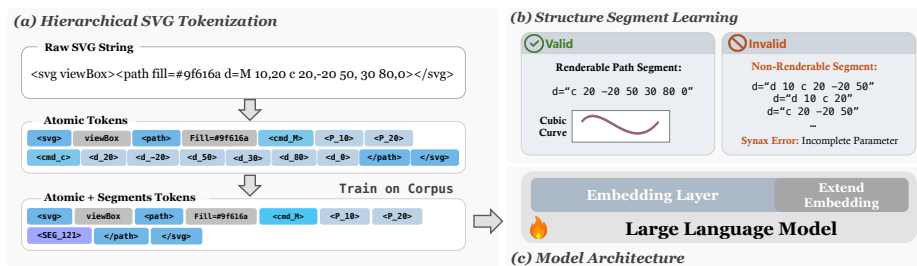 (a) Hierarchical SVG Tokenization
Raw SVG String
<svg viewBox><path fill=#9f616a d=M 10,20 c 20,-20 50, 30 80,0></svg>
Atomic Tokens
<svg> viewBox <path> Fill=#9f616a <cmd_M> <P_10> <P_20>
<cmd_c> <d_20> <d_-20> <d_50> <d_30> <d_80> <d_0> </path> </svg>
Train on Corpus
Atomic + Segments Tokens
<svg> viewBox <path> Fill=#9f616a <cmd_M> <P_10> <P_20>
<SEG_121> </path> </svg>
(b) Structure Segment Learning
Valid
Renderable Path Segment:
d=“c 20 -20 50 30 80 0”
Cubic
Curve
Invalid
Non-Renderable Segment:
d=“d 10 c 20 -20 50”
d=“d 10 c 20”
d=“c 20 -20 50”
…
Synax Error: Incomplete Parameter
Embedding Layer
Extend
Embedding
Large Language Model
(c) Model Architecture